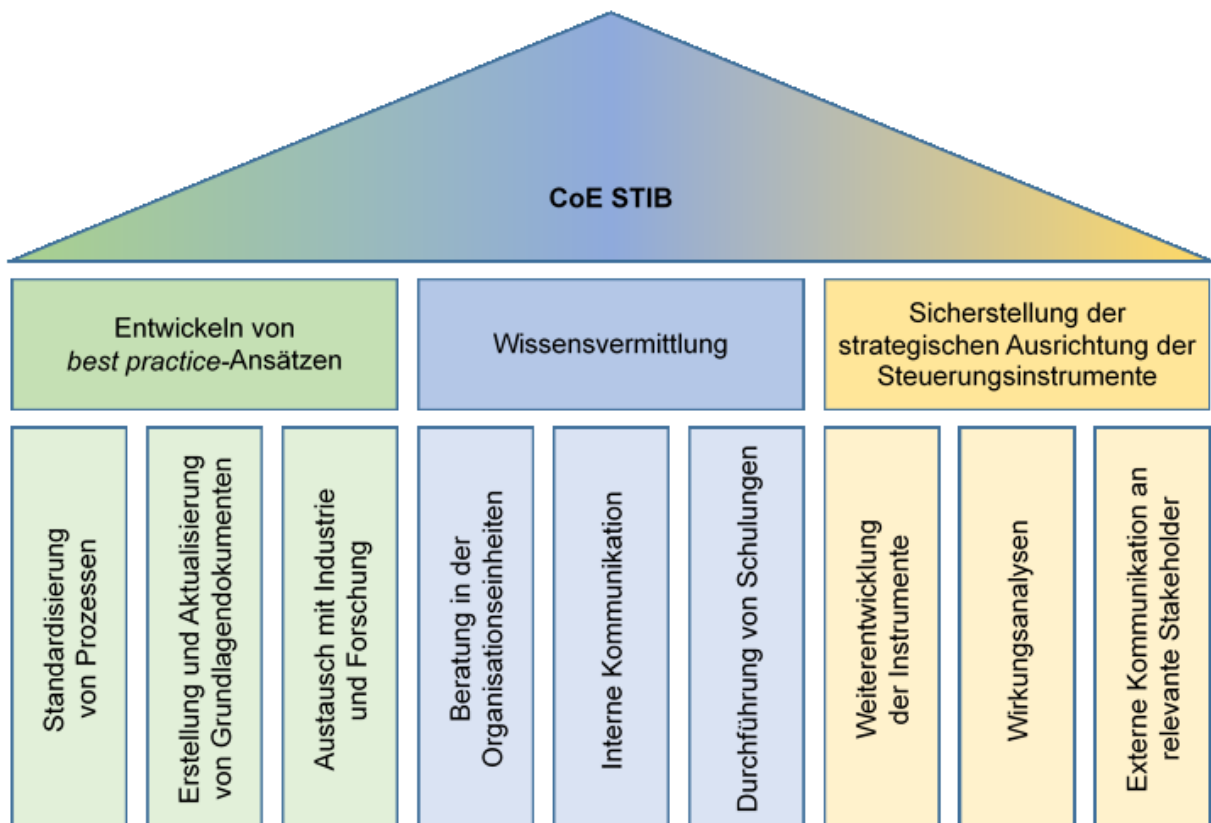 CoE STIB
Entwickeln von
best practice-Ansätzen
Wissensvermittlung
Sicherstellung der
strategischen Ausrichtung der
Steuerungsinstrumente
Standardisierung
von Prozessen
Erstellung und Aktualisierung
von Grundlagendokumenten
Austausch mit Industrie
und Forschung
Beratung in der
Organisationseinheiten
Interne Kommunikation
Durchführung von Schulungen
Weiterentwicklung
der Instrumente
Wirkungsanalysen
Externe Kommunikation an
relevante Stakeholder